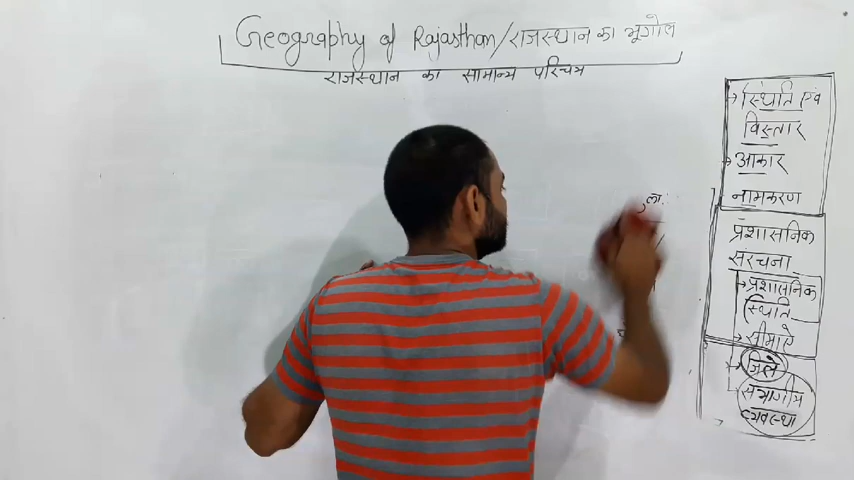 Geography of Rajasthan/राजस्थान का भूगोल
राजस्थान का सामान्य परिचय
→ स्थिति एवं
विस्तार
→ आकार
नामकरण
प्रशासनिक
संरचना
→ प्रशासनिक
स्थिति
→ सीमाऐ
→ जिले
संभागीय
व्यवस्था